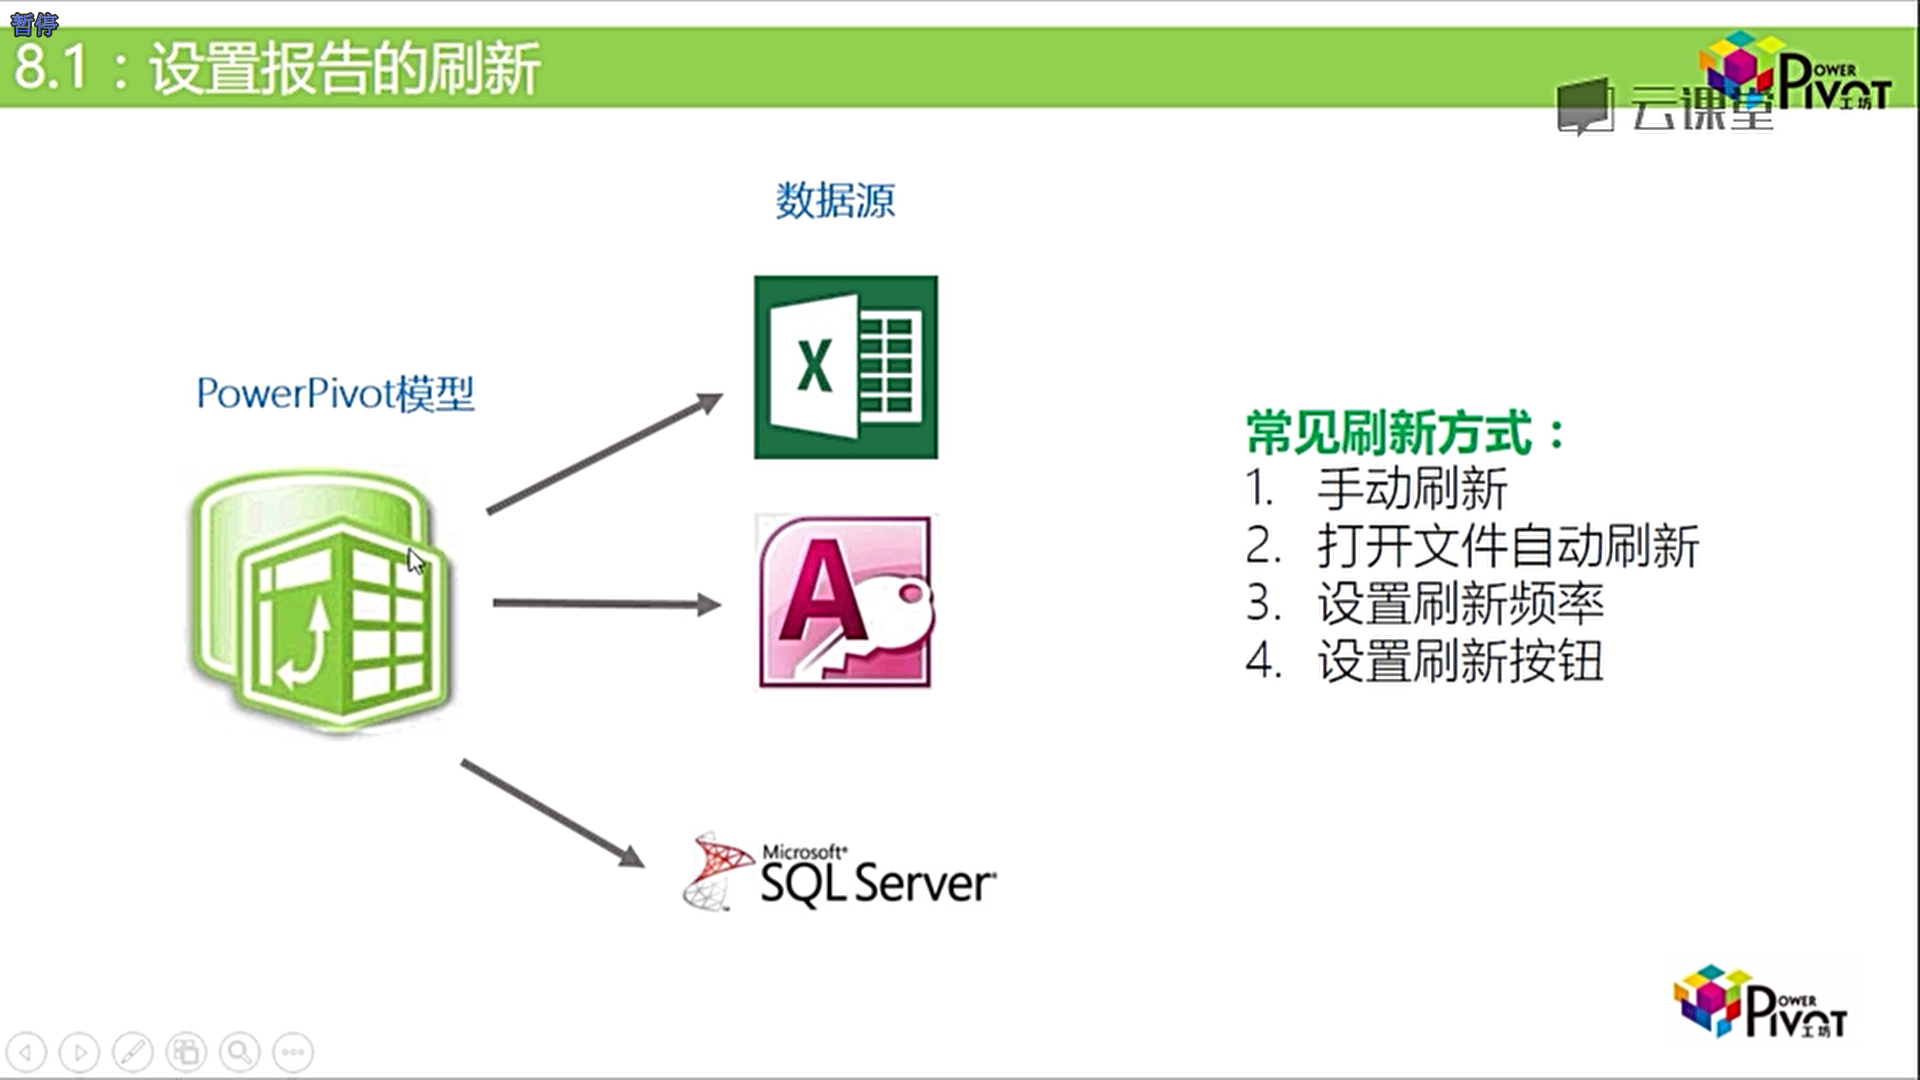 暂停
8.1：设置报告的刷新
POWER
PIVOT
工坊
云课堂
数据源
PowerPivot模型
X
A
Microsoft®
SQL Server®
常见刷新方式：
1. 手动刷新
2. 打开文件自动刷新
3. 设置刷新频率
4. 设置刷新按钮
POWER
PIVOT
工坊